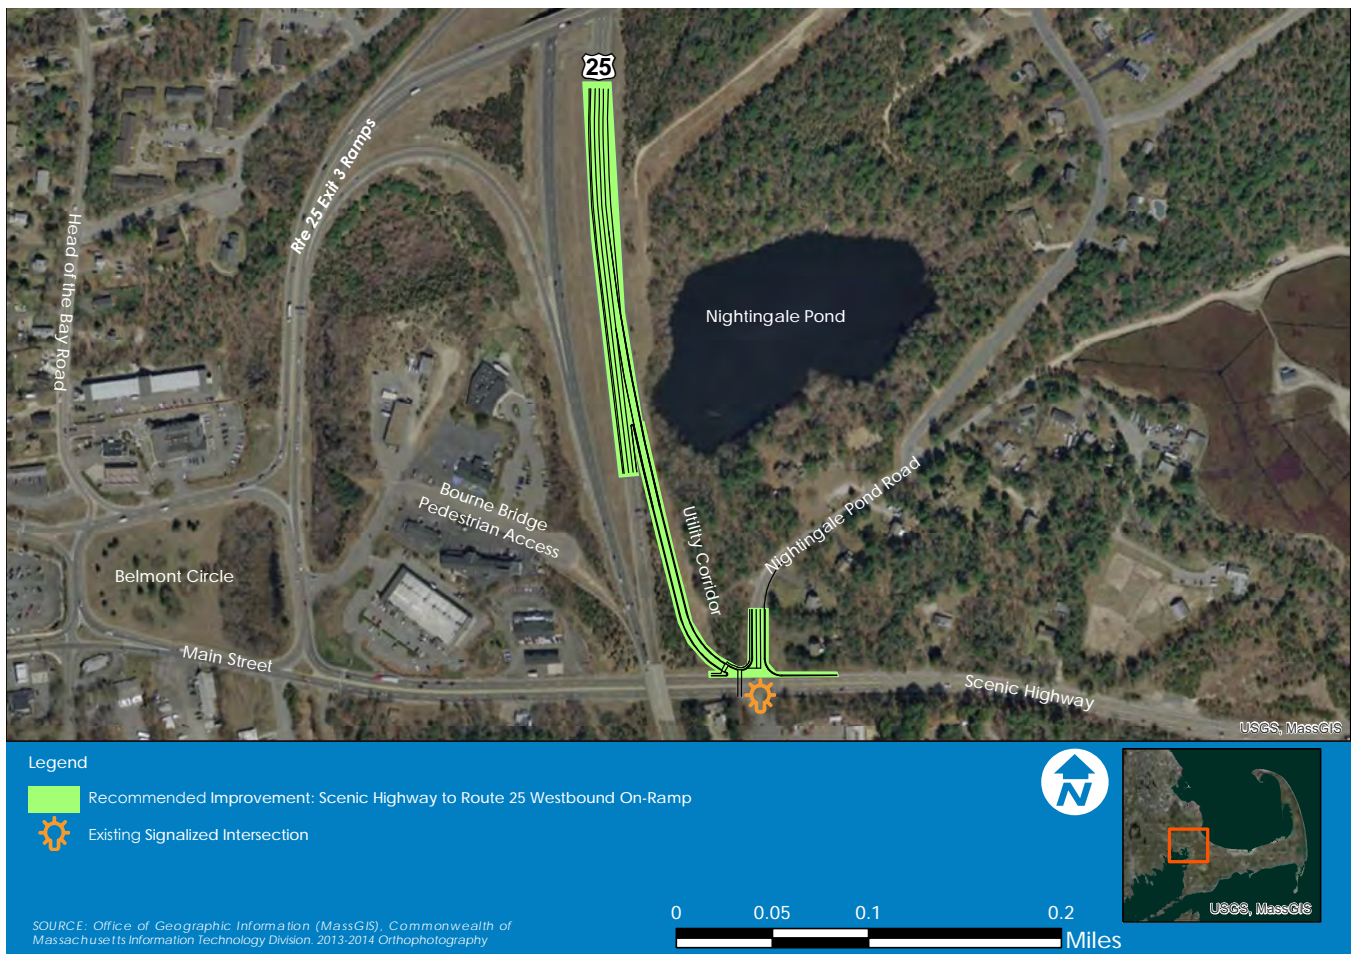 25
Rte 25 Exit 3 Ramps
Head of the Bay Road
Nightingale Pond
Bourne Bridge
Pedestrian Access
Utility Corridor
Nightingale Pond Road
Belmont Circle
Main Street
Scenic Highway
USGS, MassGIS
Legend
Recommended Improvement: Scenic Highway to Route 25 Westbound On-Ramp
Existing Signalized Intersection
N
USGS, MassGIS
SOURCE: Office of Geographic Information (MassGIS), Commonwealth of
Massachusetts Information Technology Division. 2013-2014 Orthophotography
0 0.05 0.1 0.2
Miles